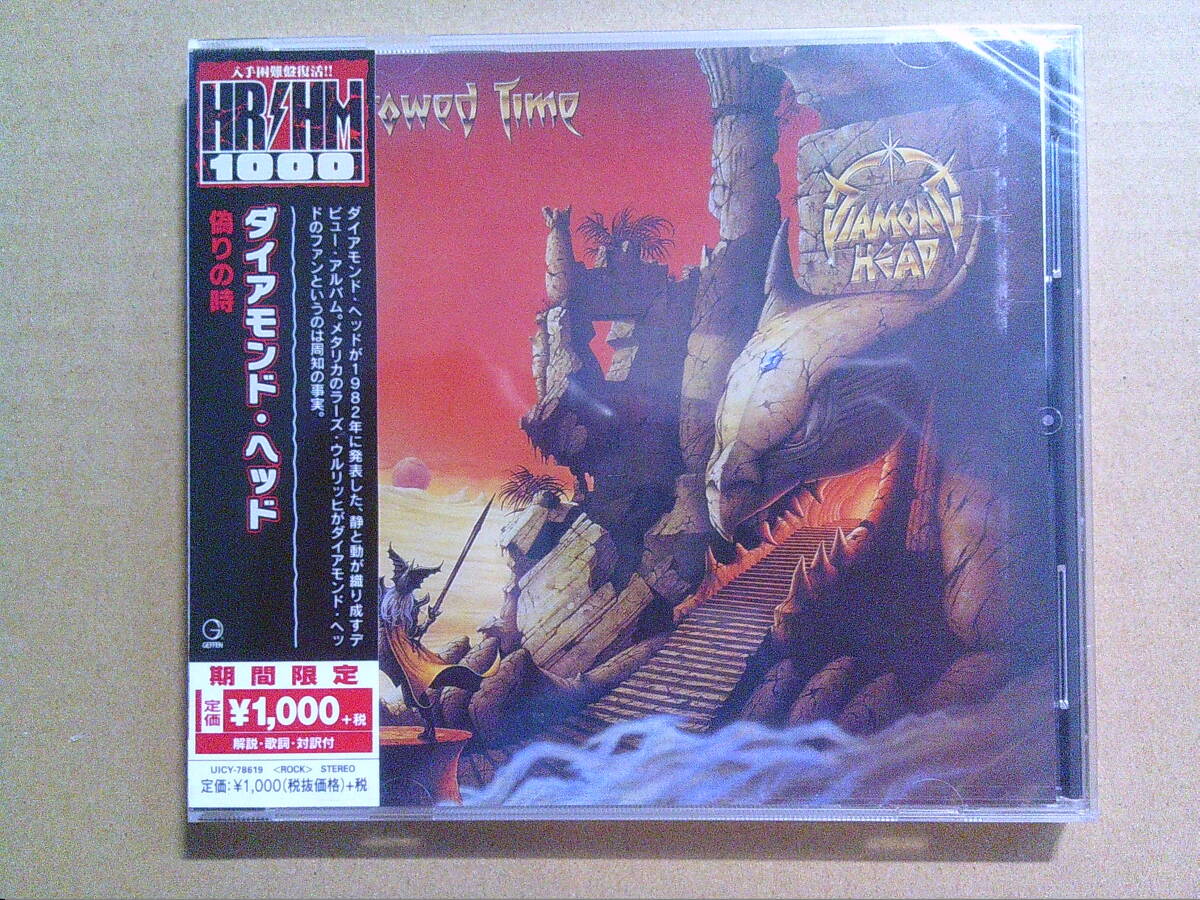 入手困難盤復活!!
HR/HM
1000
ダイアモンド・ヘッド
偽りの時
ダイアモンド・ヘッドが1982年に発表した、静と動が織り成すデ
ビュー・アルバム。メタリカのラーズ・ウルリッヒがダイアモンド・ヘッ
ドのファンというのは周知の事実。
GEFFEN
期間限定
定価 ¥1,000+税
解説・歌詞・対訳付
UICY-78619 <ROCK> STEREO
定価:¥1,000(税抜価格)+税
owed Time
DIAMOND
HEAD